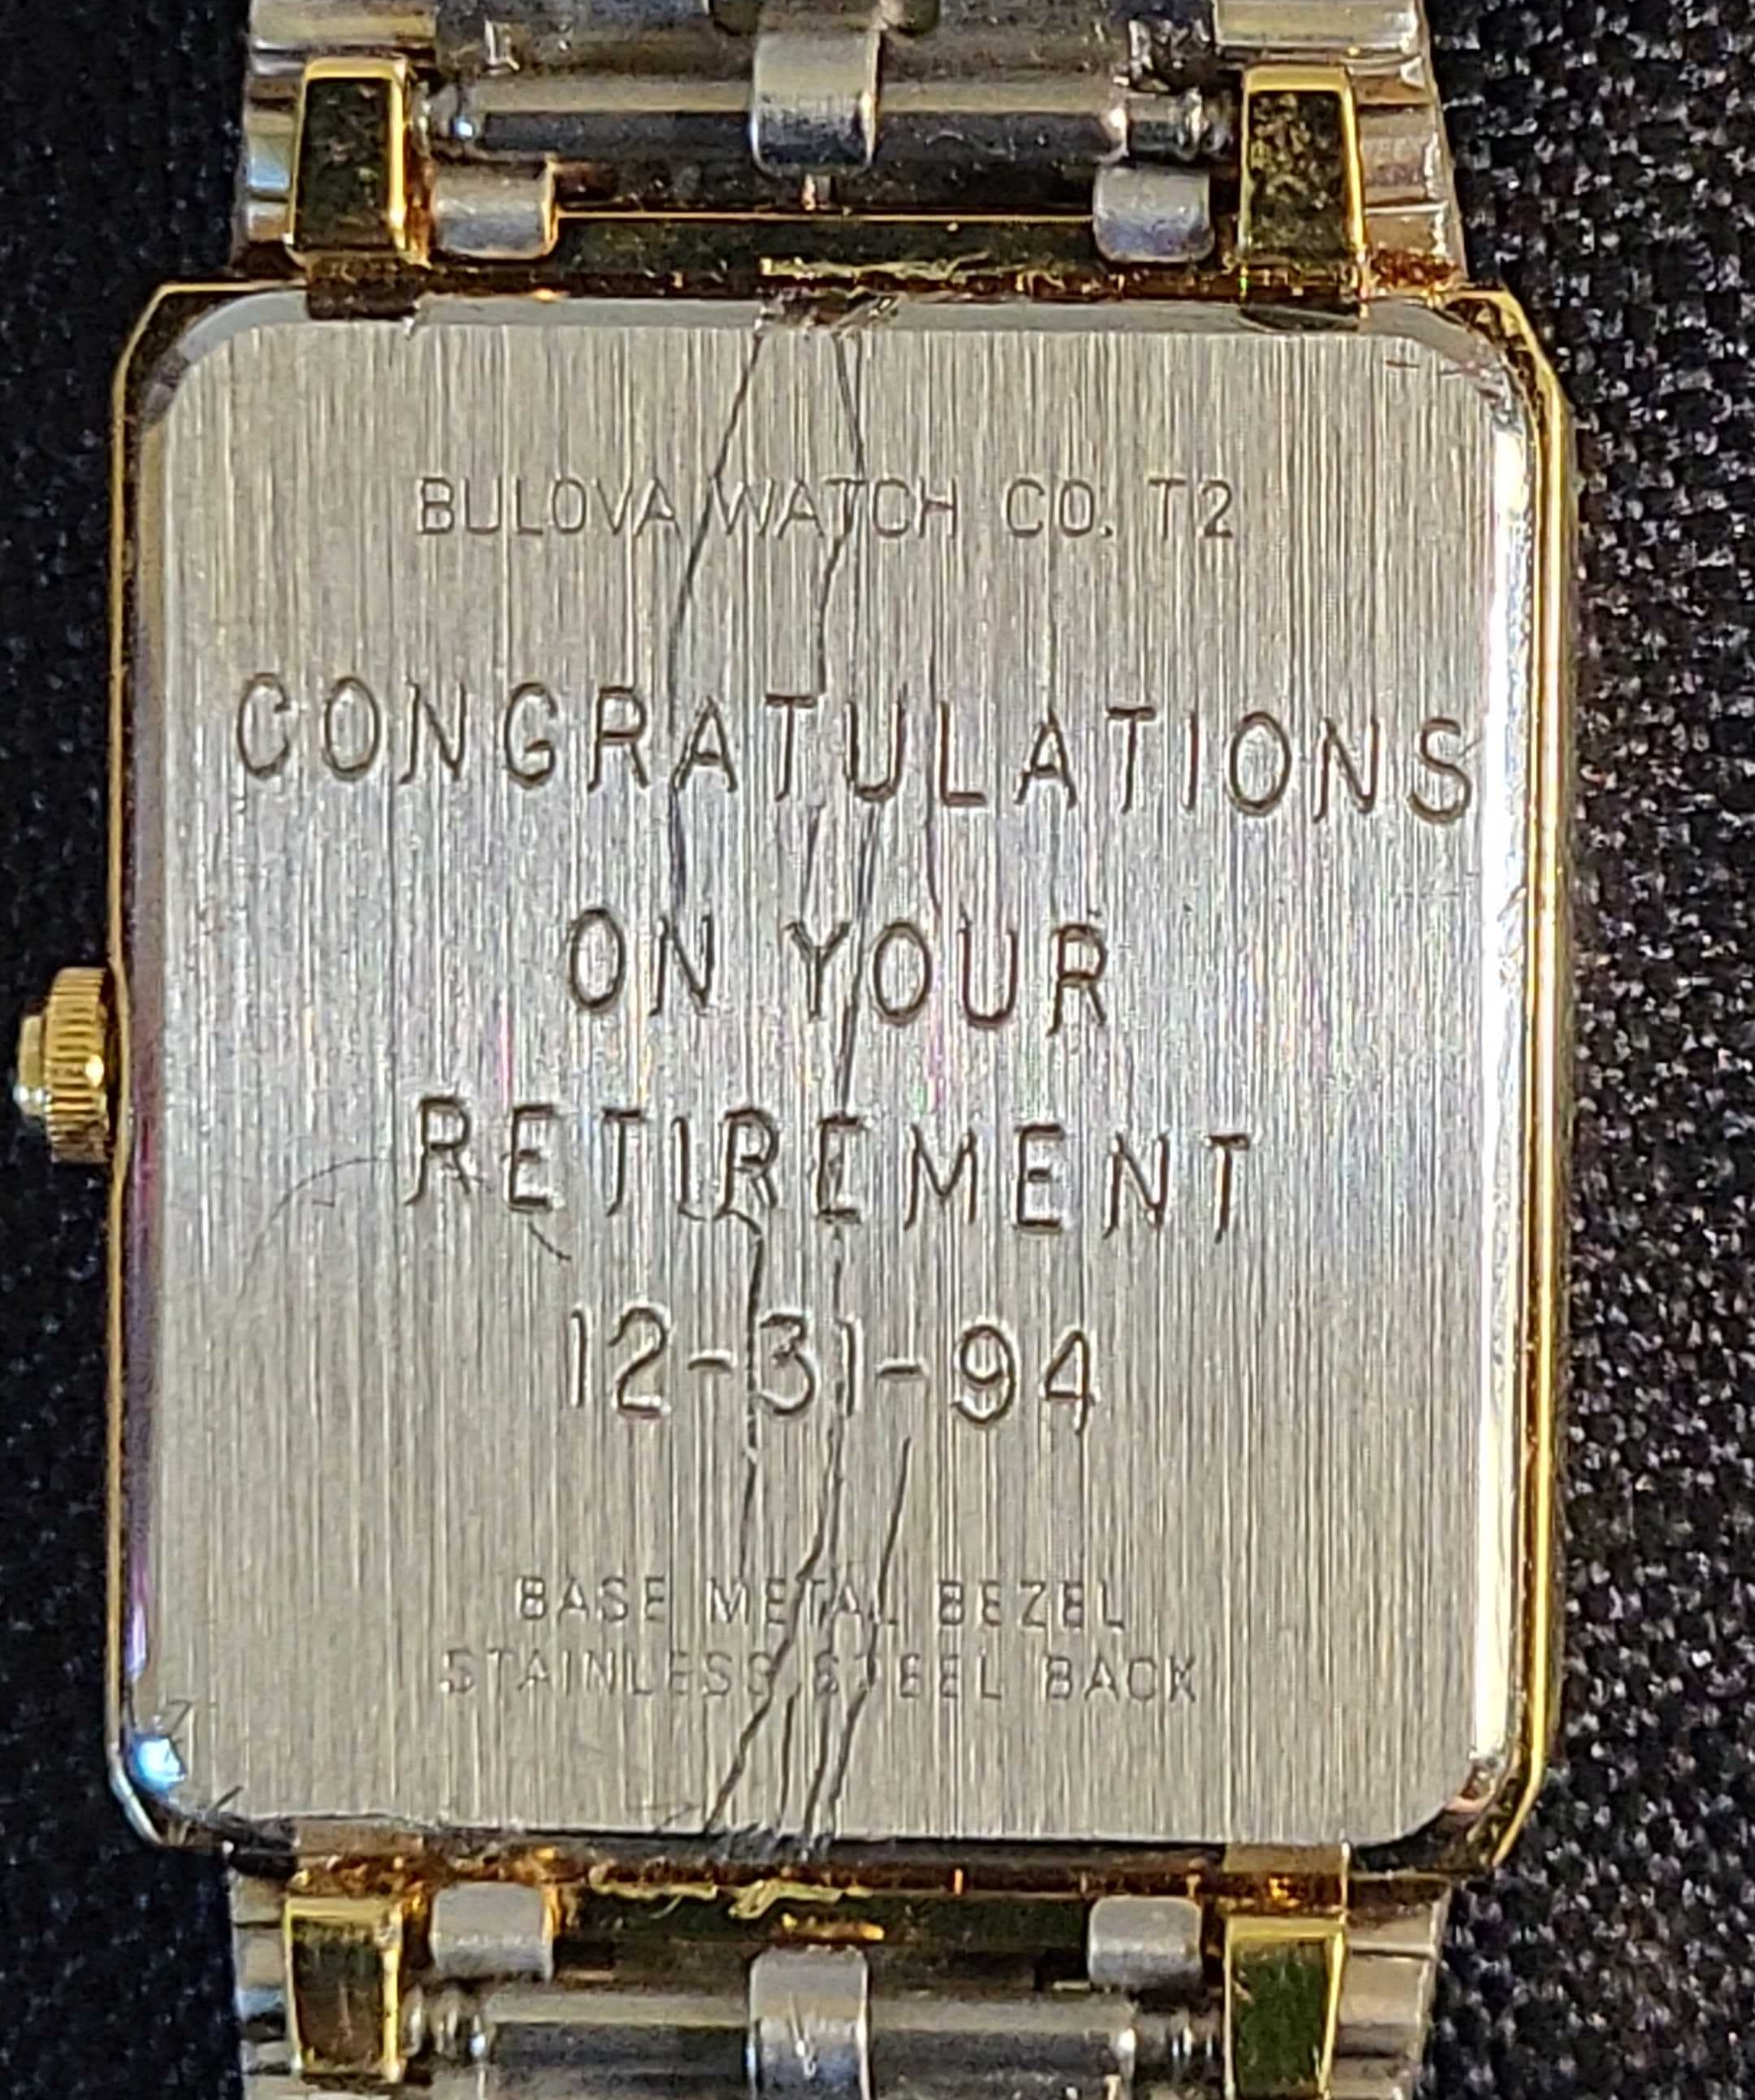 BULOVA WATCH CO. T2
CONGRATULATIONS
ON YOUR
RETIREMENT
12-31-94
BASE METAL BEZEL
STAINLESS STEEL BACK